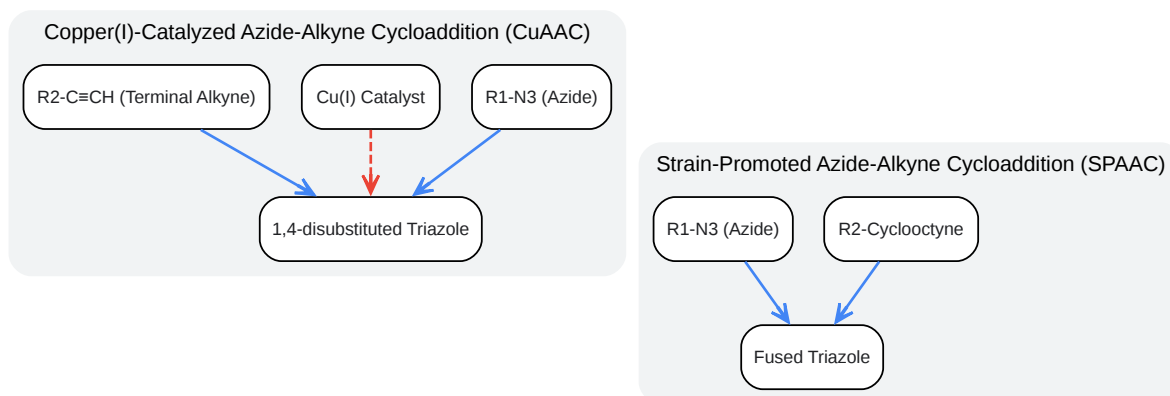 Copper(I)-Catalyzed Azide-Alkyne Cycloaddition (CuAAC)
R2-C≡CH (Terminal Alkyne)
Cu(I) Catalyst
R1-N3 (Azide)
1,4-disubstituted Triazole
Strain-Promoted Azide-Alkyne Cycloaddition (SPAAC)
R1-N3 (Azide)
R2-Cyclooctyne
Fused Triazole